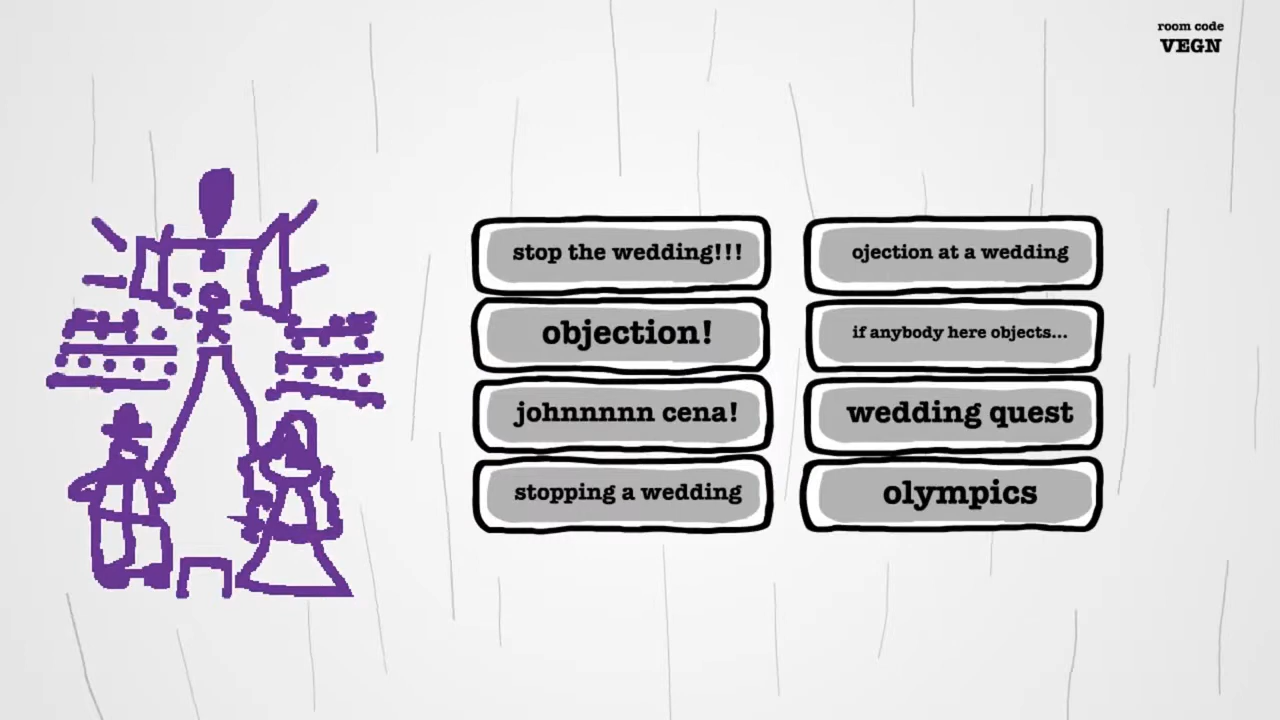 room code
VEGN
stop the wedding!!!
ojection at a wedding
objection!
if anybody here objects...
johnnnnn cena!
wedding quest
stopping a wedding
olympics